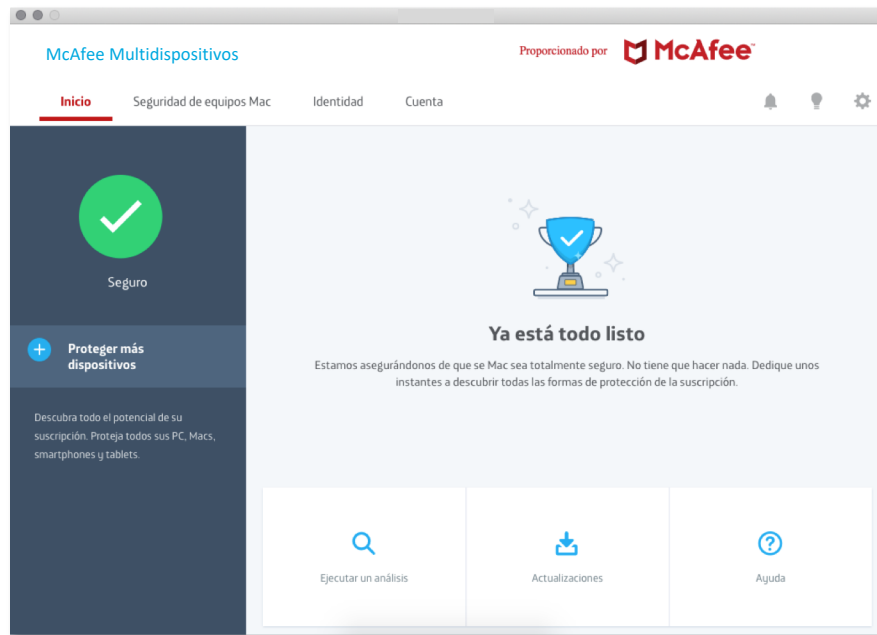 McAfee Multidispositivos
Proporcionado por McAfee™
Inicio
Seguridad de equipos Mac
Identidad
Cuenta
Seguro
Proteger más
dispositivos
Descubra todo el potencial de su
suscripción. Proteja todos sus PC, Macs,
smartphones y tablets.
Ya está todo listo
Estamos asegurándonos de que se Mac sea totalmente seguro. No tiene que hacer nada. Dedique unos
instantes a descubrir todas las formas de protección de la suscripción.
Ejecutar un análisis
Actualizaciones
Ayuda